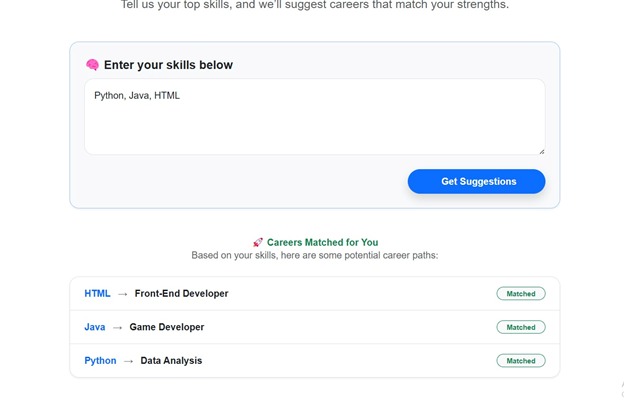 Tell us your top skills, and we'll suggest careers that match your strengths.
🧠 Enter your skills below
Python, Java, HTML
Get Suggestions
🚀 Careers Matched for You
Based on your skills, here are some potential career paths:
HTML → Front-End Developer Matched
Java → Game Developer Matched
Python → Data Analysis Matched